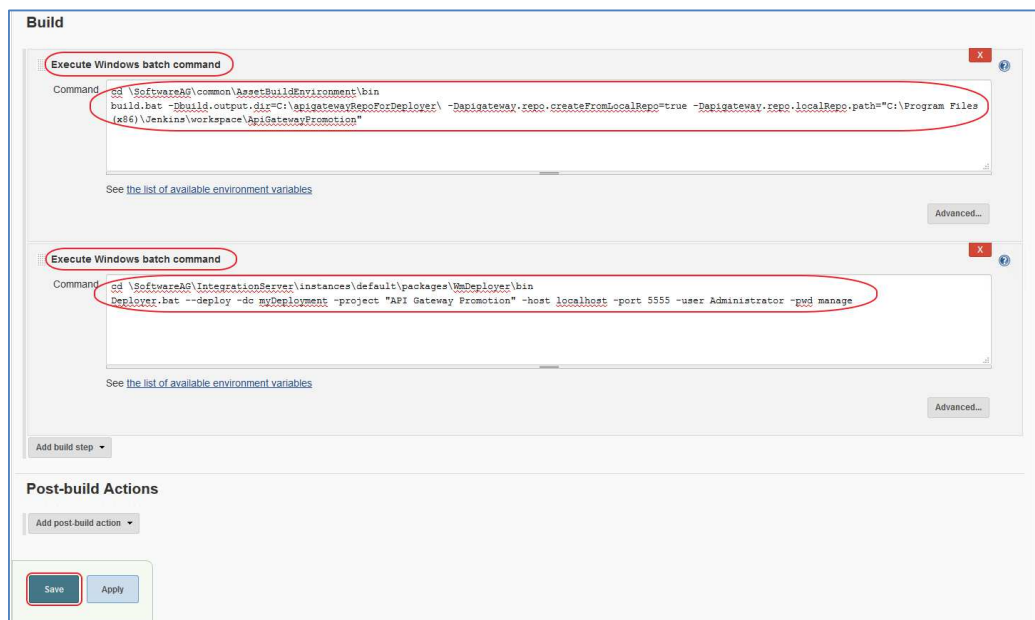 Build
X
Execute Windows batch command
Command
cd \SoftwareAG\common\AssetBuildEnvironment\bin
build.bat -Dbuild.output.dir=C:\apigatewayRepoForDeployer\ -Dapigateway.repo.createFromLocalRepo=true -Dapigateway.repo.localRepo.path="C:\Program Files
(x86)\Jenkins\workspace\ApiGatewayPromotion"
See the list of available environment variables
Advanced...
X
Execute Windows batch command
Command
cd \SoftwareAG\IntegrationServer\instances\default\packages\WmDeployer\bin
Deployer.bat --deploy -dc myDeployment -project "API Gateway Promotion" -host localhost -port 5555 -user Administrator -pwd manage
See the list of available environment variables
Advanced...
Add build step
Post-build Actions
Add post-build action
Save Apply